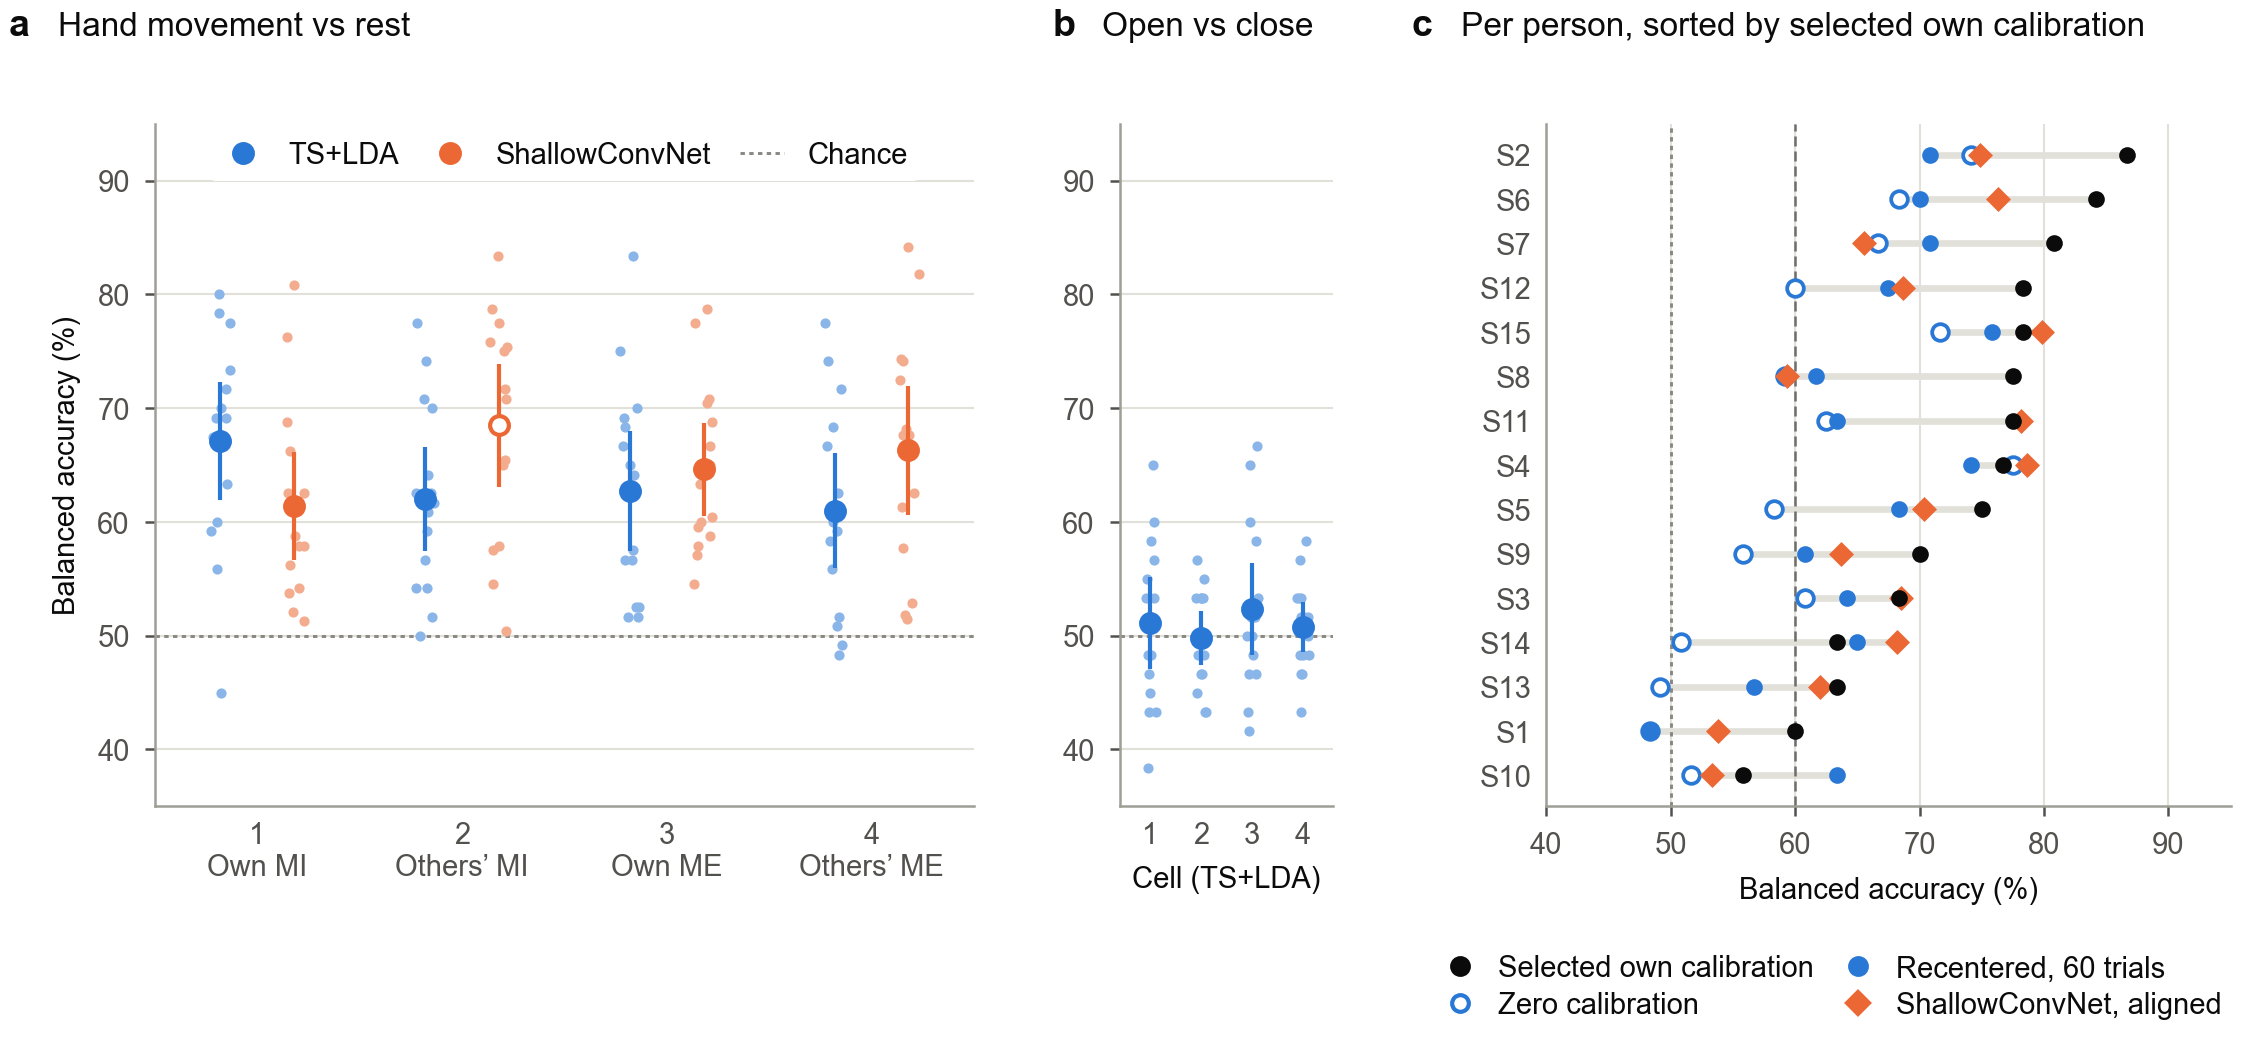 a Hand movement vs rest
TS+LDA ShallowConvNet Chance
Balanced accuracy (%)
90
80
70
60
50
40
1 2 3 4
Own MI Others’ MI Own ME Others’ ME
b Open vs close
90
80
70
60
50
40
1 2 3 4
Cell (TS+LDA)
c Per person, sorted by selected own calibration
S2
S6
S7
S12
S15
S8
S11
S4
S5
S9
S3
S14
S13
S1
S10
40 50 60 70 80 90
Balanced accuracy (%)
Selected own calibration Recentered, 60 trials
Zero calibration ShallowConvNet, aligned